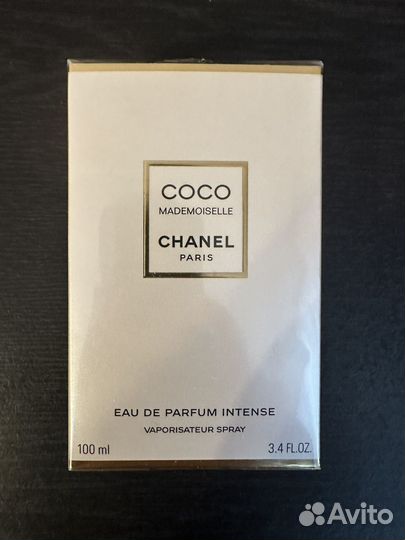 COCO
MADEMOISELLE
CHANEL
PARIS
EAU DE PARFUM INTENSE
VAPORISATEUR SPRAY
100 ml 3.4 FL.OZ.
Avito